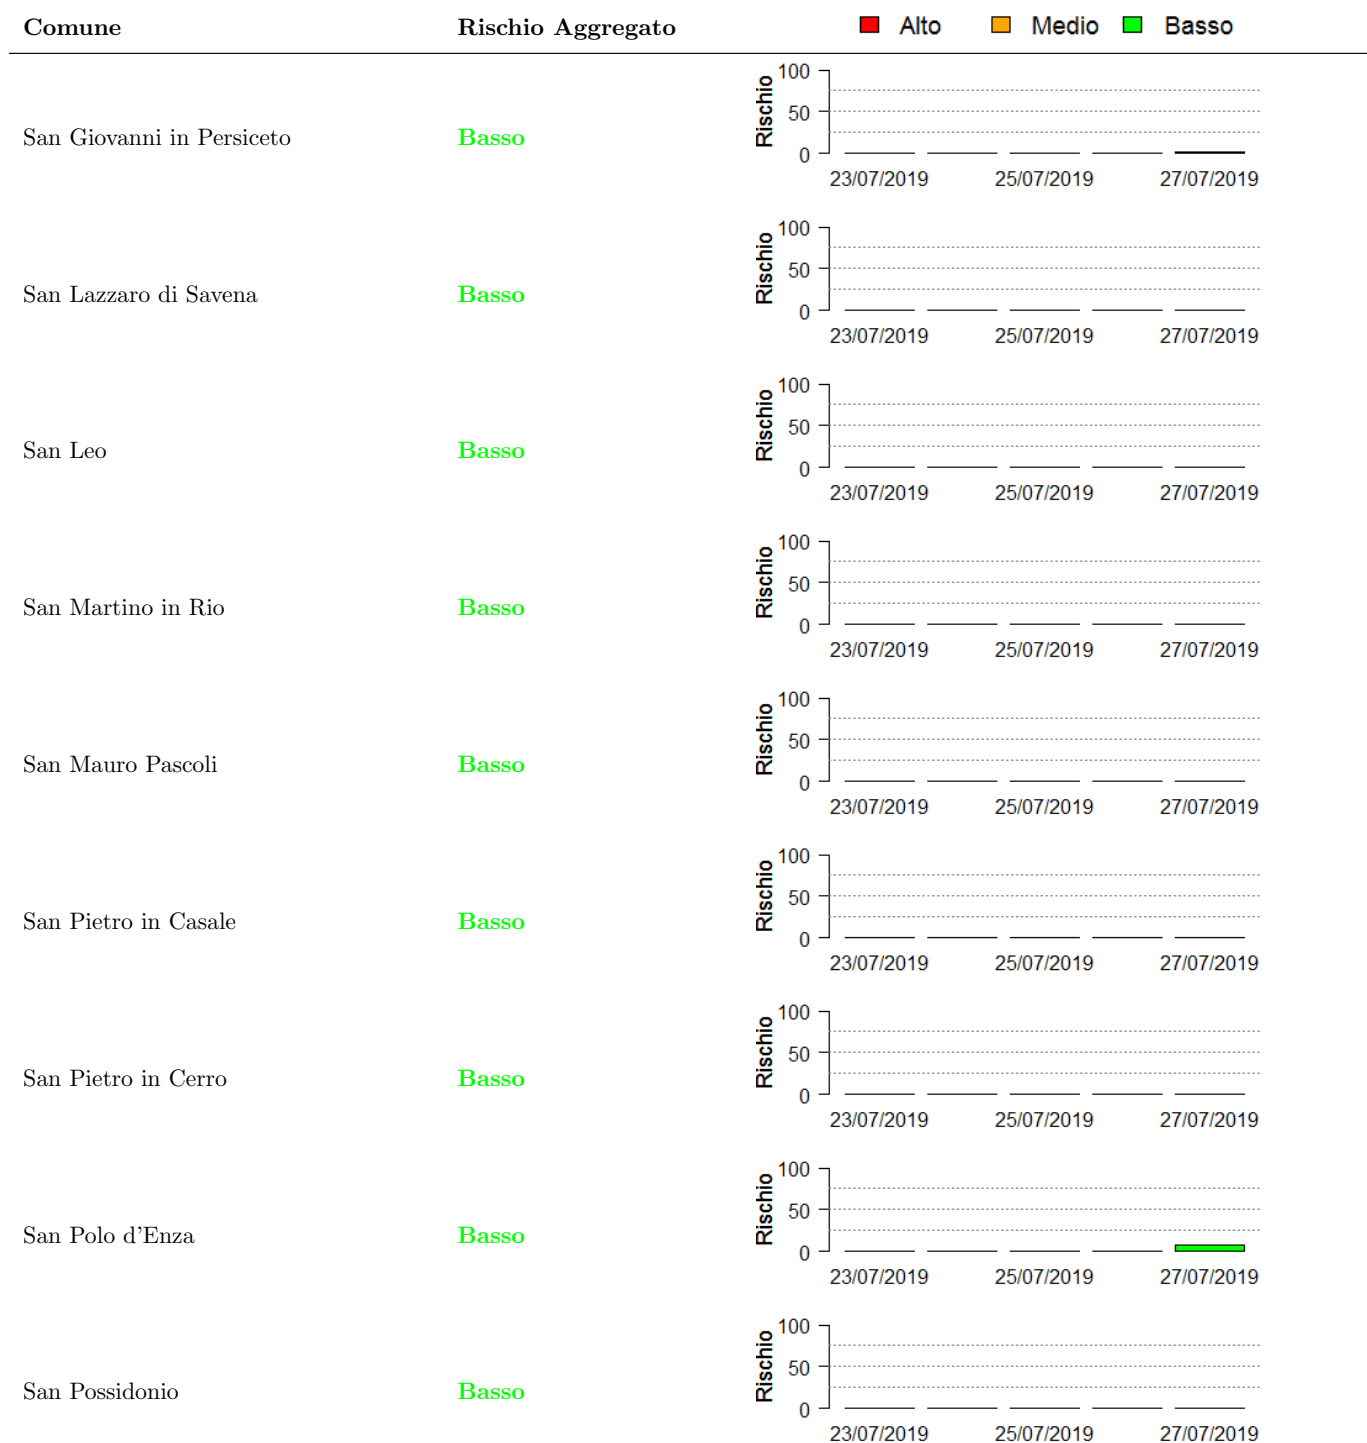 Comune Rischio Aggregato Alto Medio Basso
100
50
0
Rischio
San Giovanni in Persiceto Basso
23/07/2019 25/07/2019 27/07/2019
100
50
0
Rischio
San Lazzaro di Savena Basso
23/07/2019 25/07/2019 27/07/2019
100
50
0
Rischio
San Leo Basso
23/07/2019 25/07/2019 27/07/2019
100
50
0
Rischio
San Martino in Rio Basso
23/07/2019 25/07/2019 27/07/2019
100
50
0
Rischio
San Mauro Pascoli Basso
23/07/2019 25/07/2019 27/07/2019
100
50
0
Rischio
San Pietro in Casale Basso
23/07/2019 25/07/2019 27/07/2019
100
50
0
Rischio
San Pietro in Cerro Basso
23/07/2019 25/07/2019 27/07/2019
100
50
0
Rischio
San Polo d'Enza Basso
23/07/2019 25/07/2019 27/07/2019
100
50
0
Rischio
San Possidonio Basso
23/07/2019 25/07/2019 27/07/2019